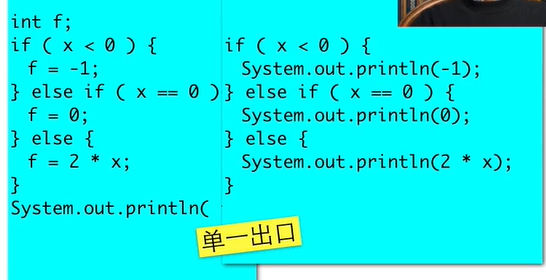 int f;
if ( x < 0 ) {
f = -1;
} else if ( x == 0 )
f = 0;
} else {
f = 2 * x;
}
System.out.println(
if ( x < 0 ) {
System.out.println(-1);
} else if ( x == 0 ) {
System.out.println(0);
} else {
System.out.println(2 * x);
}
单一出口